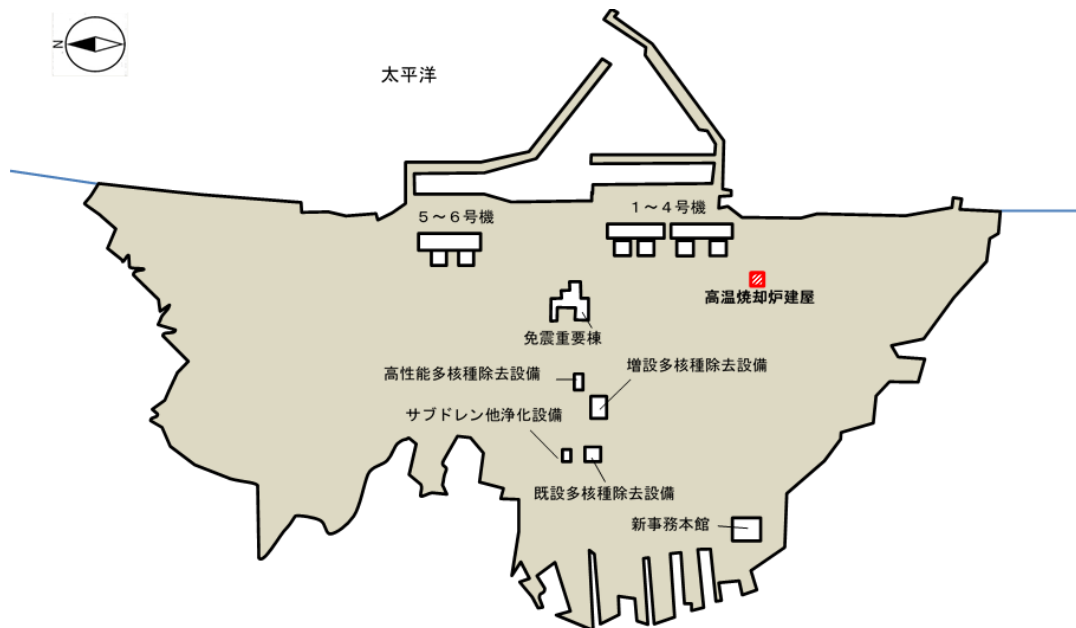 N
太平洋
５～６号機
１～４号機
高温焼却炉建屋
免震重要棟
高性能多核種除去設備
増設多核種除去設備
サブドレン他浄化設備
既設多核種除去設備
新事務本館